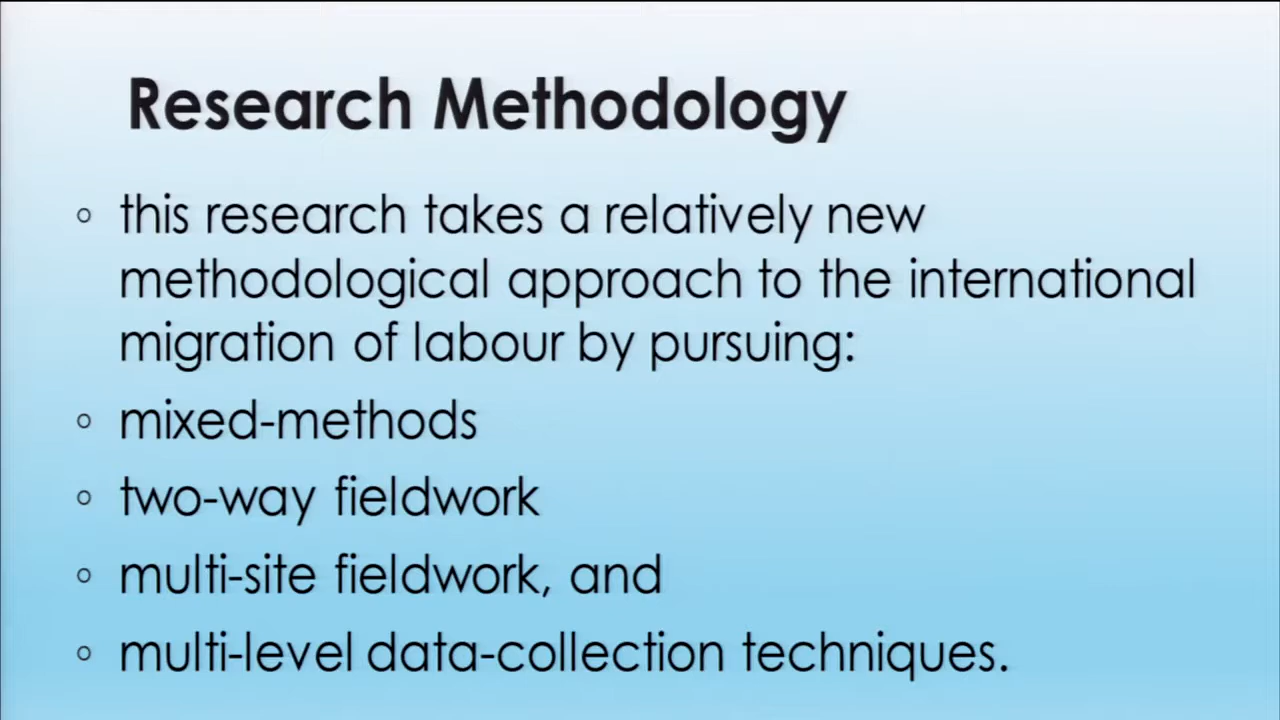 Research Methodology
◦ this research takes a relatively new
methodological approach to the international
migration of labour by pursuing:
◦ mixed-methods
◦ two-way fieldwork
◦ multi-site fieldwork, and
◦ multi-level data-collection techniques.